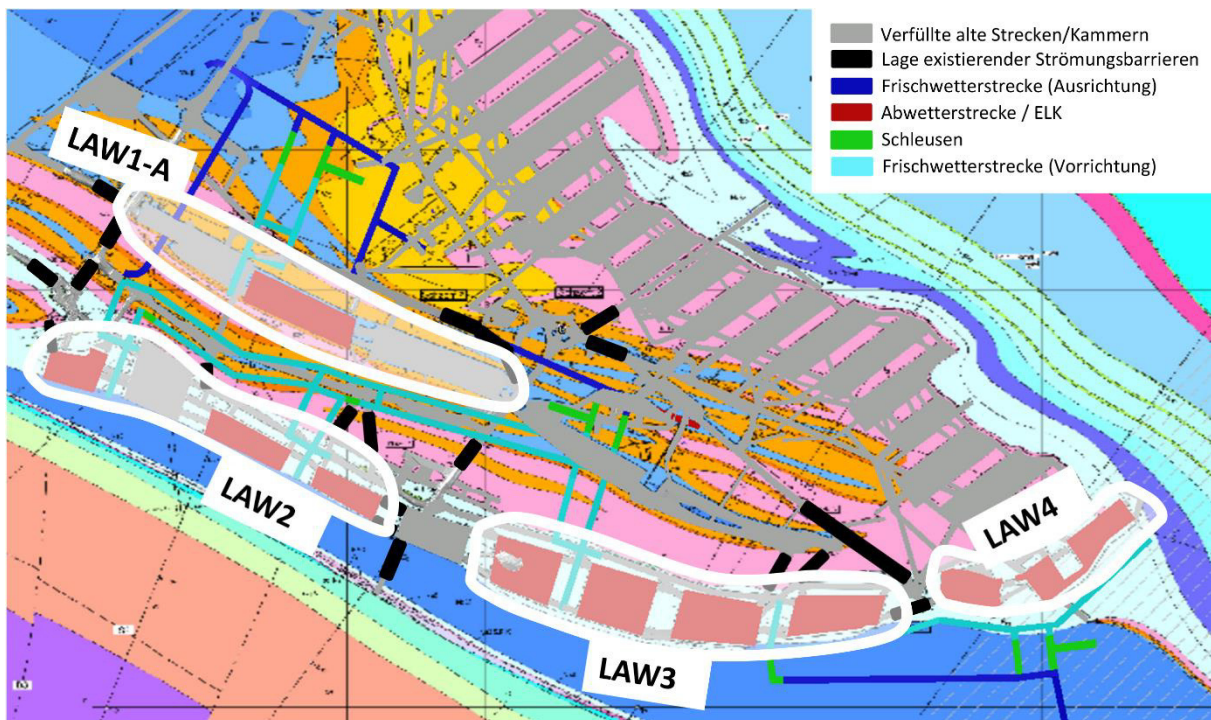 Verfüllte alte Strecken/Kammern
Lage existierender Strömungsbarrieren
Frischwetterstrecke (Ausrichtung)
Abwetterstrecke / ELK
Schleusen
Frischwetterstrecke (Vorrichtung)
LAW1-A
LAW2
LAW3
LAW4